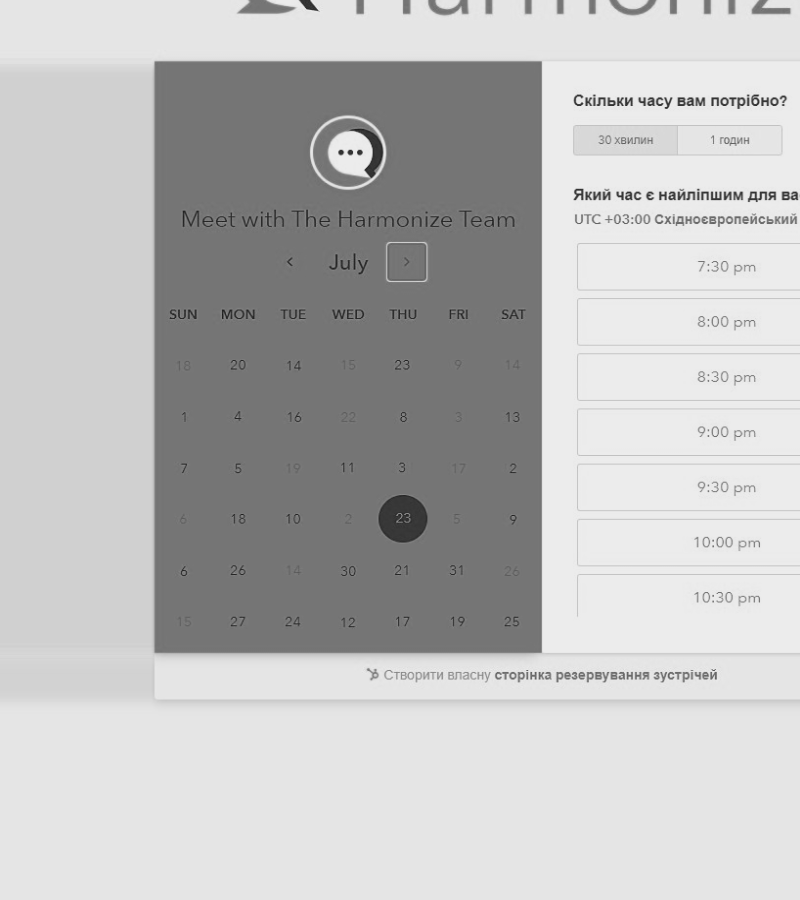 Harmoniz
Meet with The Harmonize Team
July
SUN MON TUE WED THU FRI SAT
18 20 14 15 23 9 14
1 4 16 22 8 3 13
7 5 19 11 3 17 2
6 18 10 2 23 5 9
6 26 14 30 21 31 26
15 27 24 12 17 19 25
Скільки часу вам потрібно?
30 хвилин 1 годин
Який час є найліпшим для ва
UTC +03:00 Східноєвропейський
7:30 pm
8:00 pm
8:30 pm
9:00 pm
9:30 pm
10:00 pm
10:30 pm
Створити власну сторінка резервування зустрічей